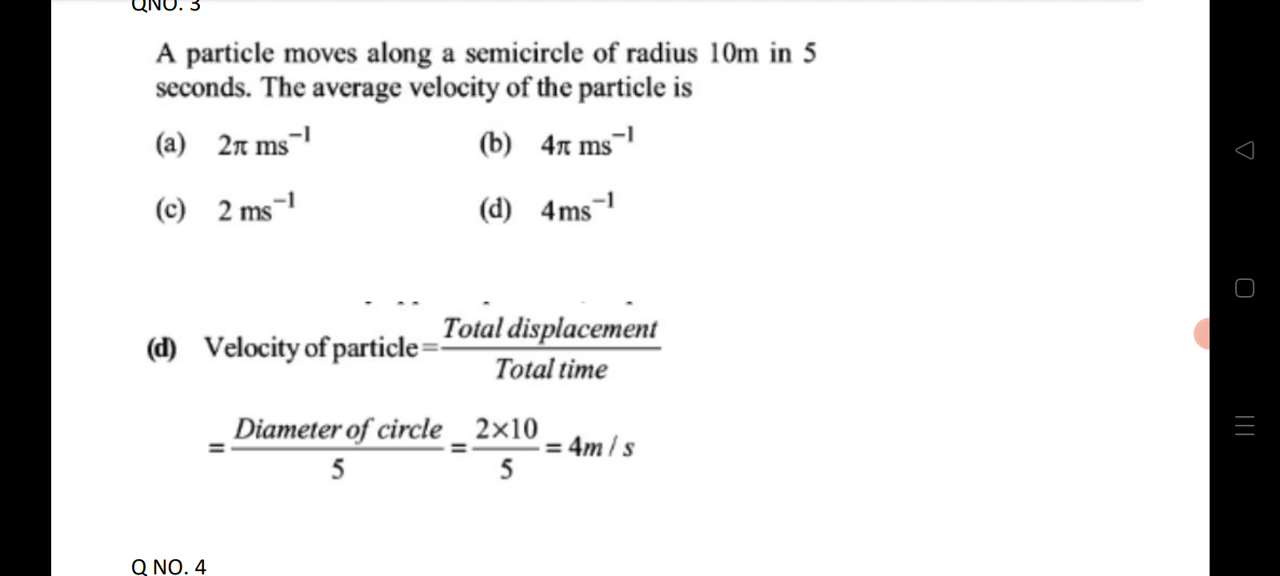 QNO. 3
A particle moves along a semicircle of radius 10m in 5
seconds. The average velocity of the particle is
(a) 2π ms⁻¹ (b) 4π ms⁻¹
(c) 2 ms⁻¹ (d) 4ms⁻¹
(d) Velocity of particle = Total displacement / Total time
= Diameter of circle / 5 = 2×10 / 5 = 4m / s
Q NO. 4